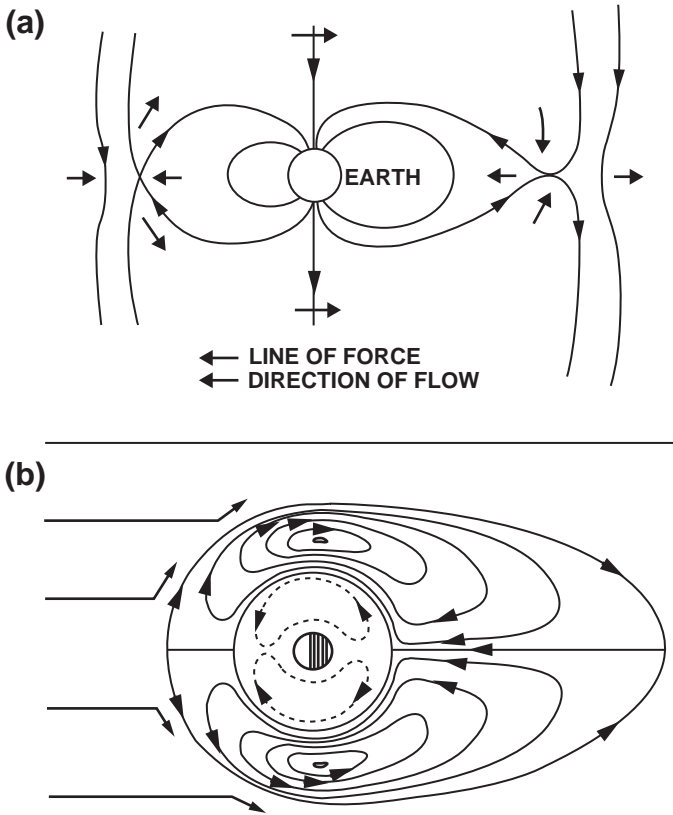 (a)
EARTH
LINE OF FORCE
DIRECTION OF FLOW
(b)